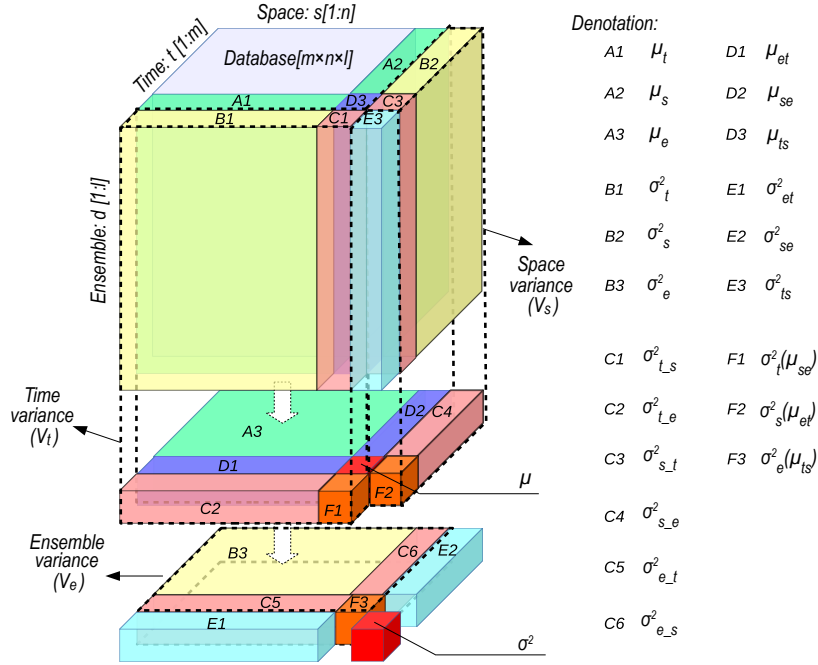 Space: s[1:n]
Time: t [1:m]
Database[m×n×l]
A2
B2
A1
D3
C3
B1
C1
E3
Ensemble: d [1:l]
Space
variance
(Vs)
Time
variance
(Vt)
A3
D2
C4
D1
C2
F1
F2
μ
Ensemble
variance
(Ve)
B3
C6
E2
C5
F3
E1
σ²
Denotation:
A1 μt D1 μet
A2 μs D2 μse
A3 μe D3 μts
B1 σ²t E1 σ²et
B2 σ²s E2 σ²se
B3 σ²e E3 σ²ts
C1 σ²t_s F1 σ²t(μse)
C2 σ²t_e F2 σ²s(μet)
C3 σ²s_t F3 σ²e(μts)
C4 σ²s_e
C5 σ²e_t
C6 σ²e_s